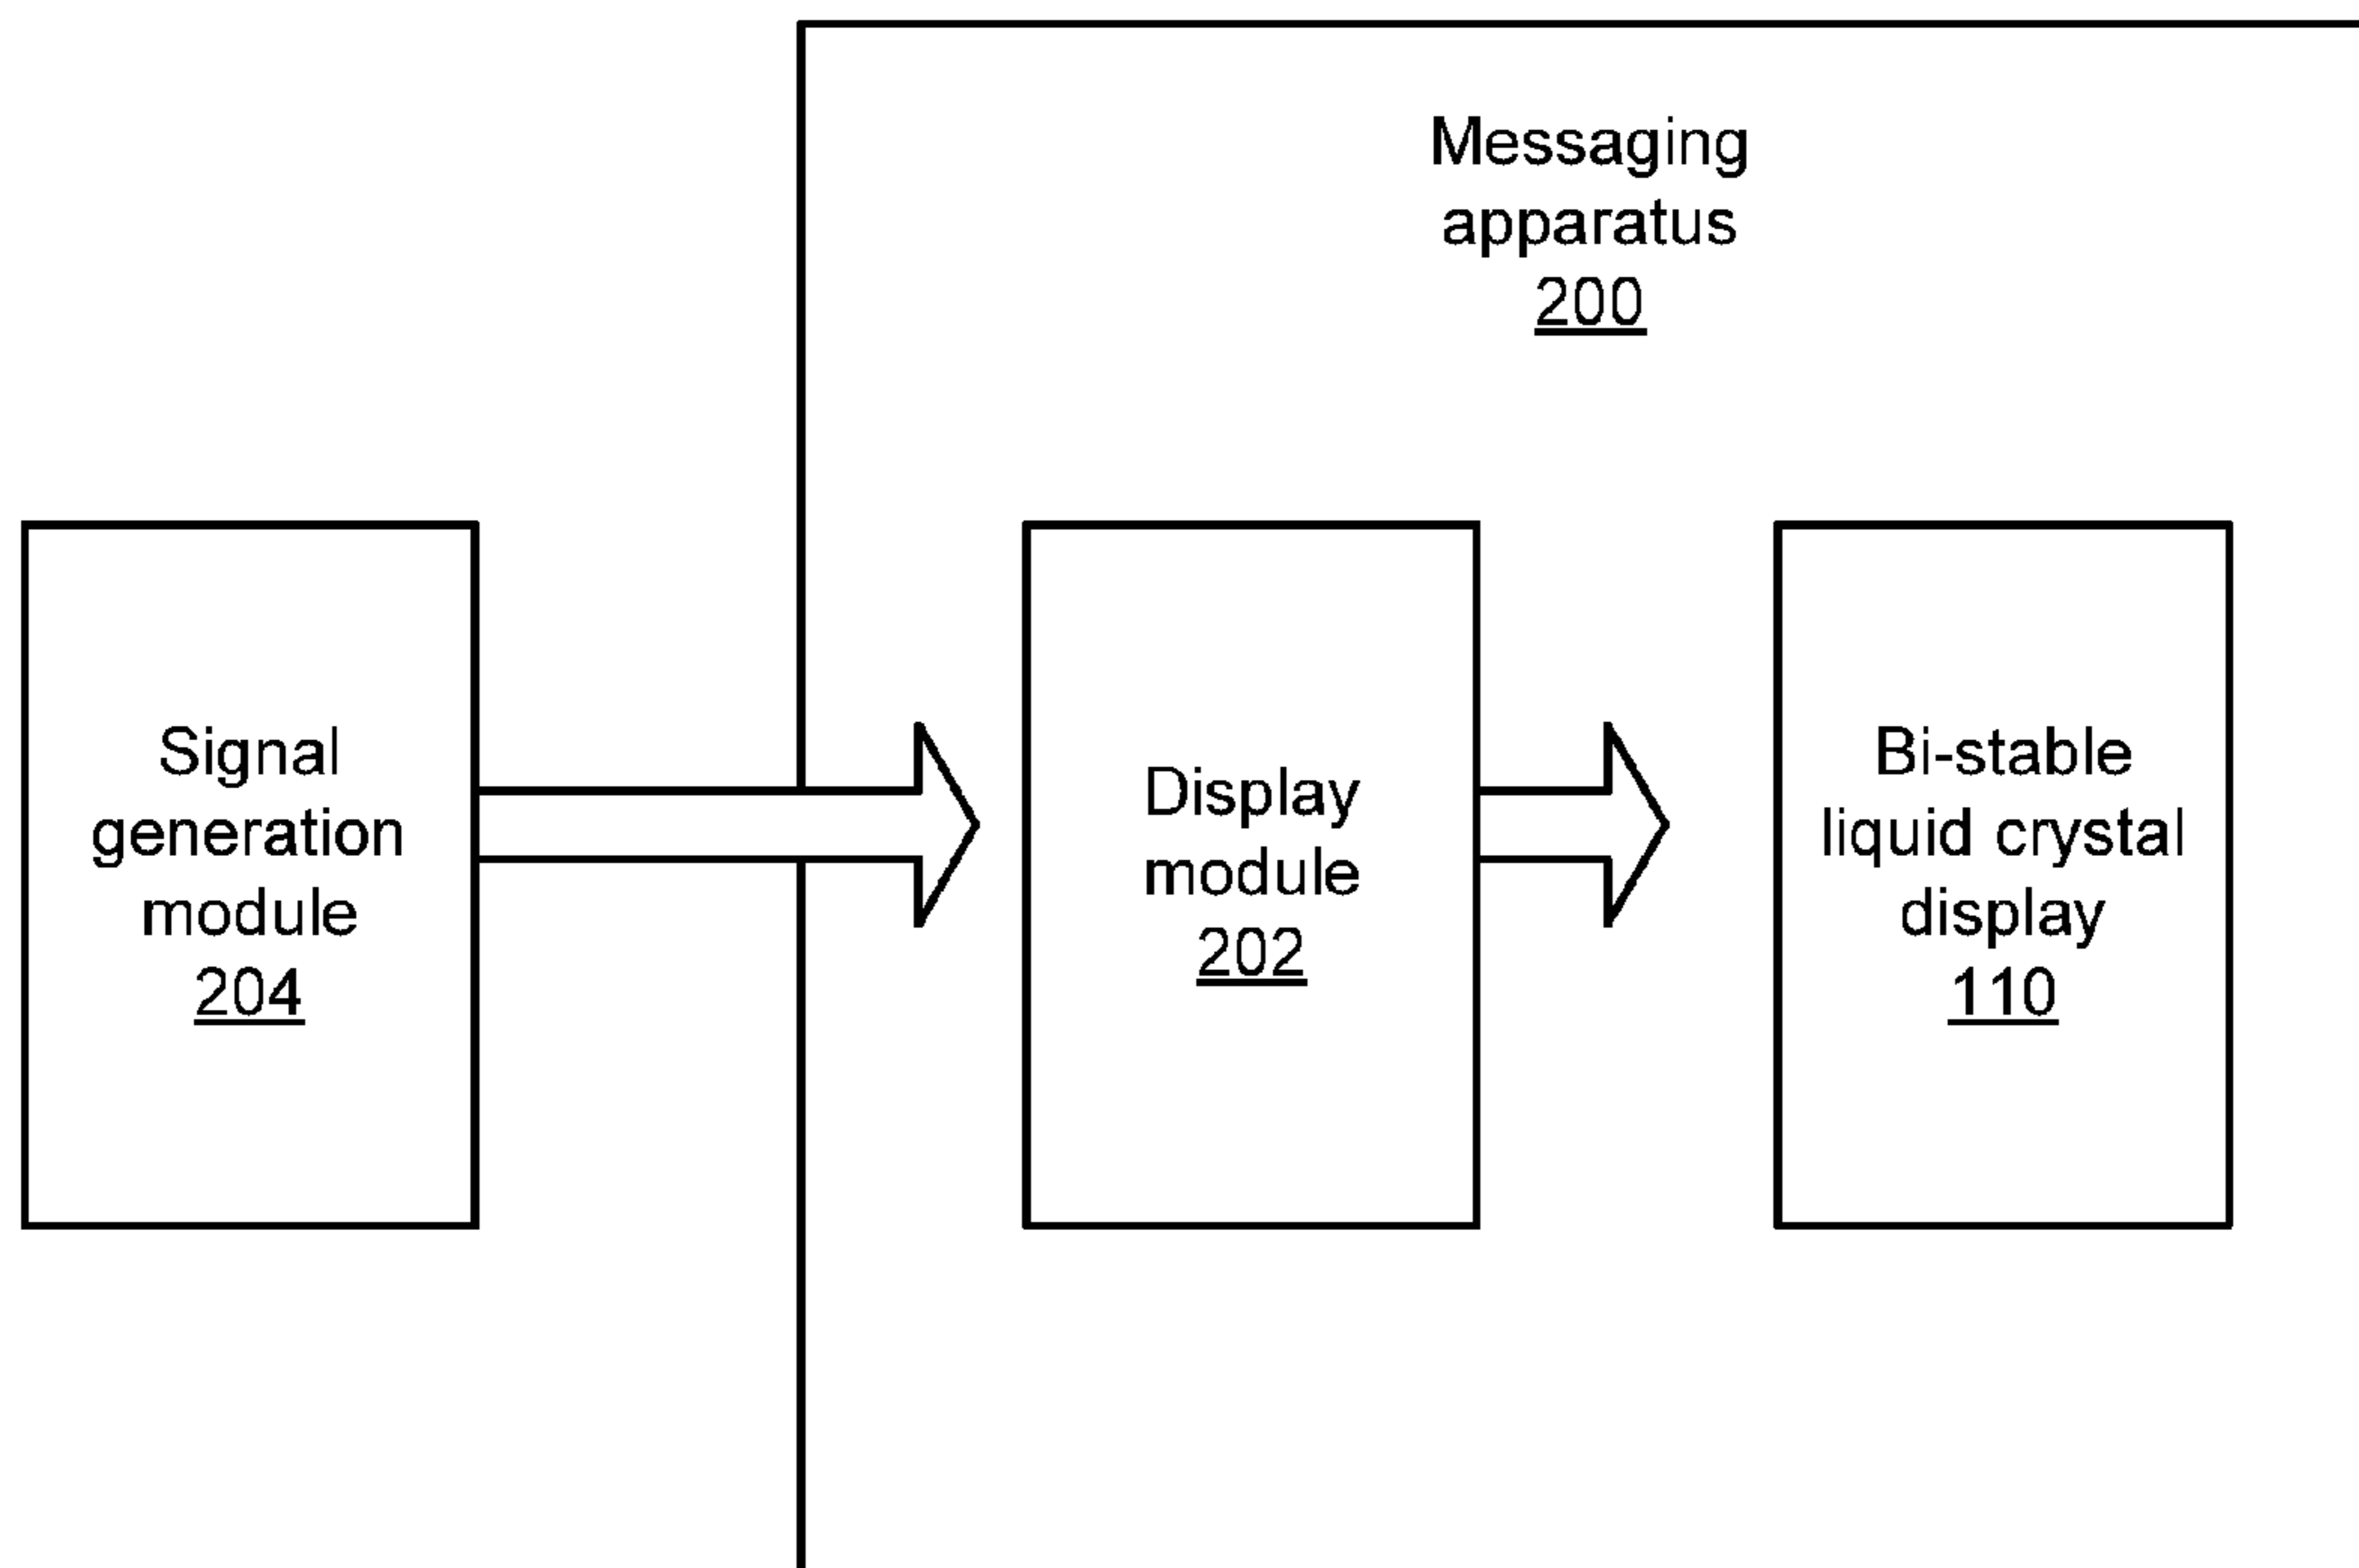 Messaging
apparatus
200
Signal
generation
module
204
Display
module
202
Bi-stable
liquid crystal
display
110